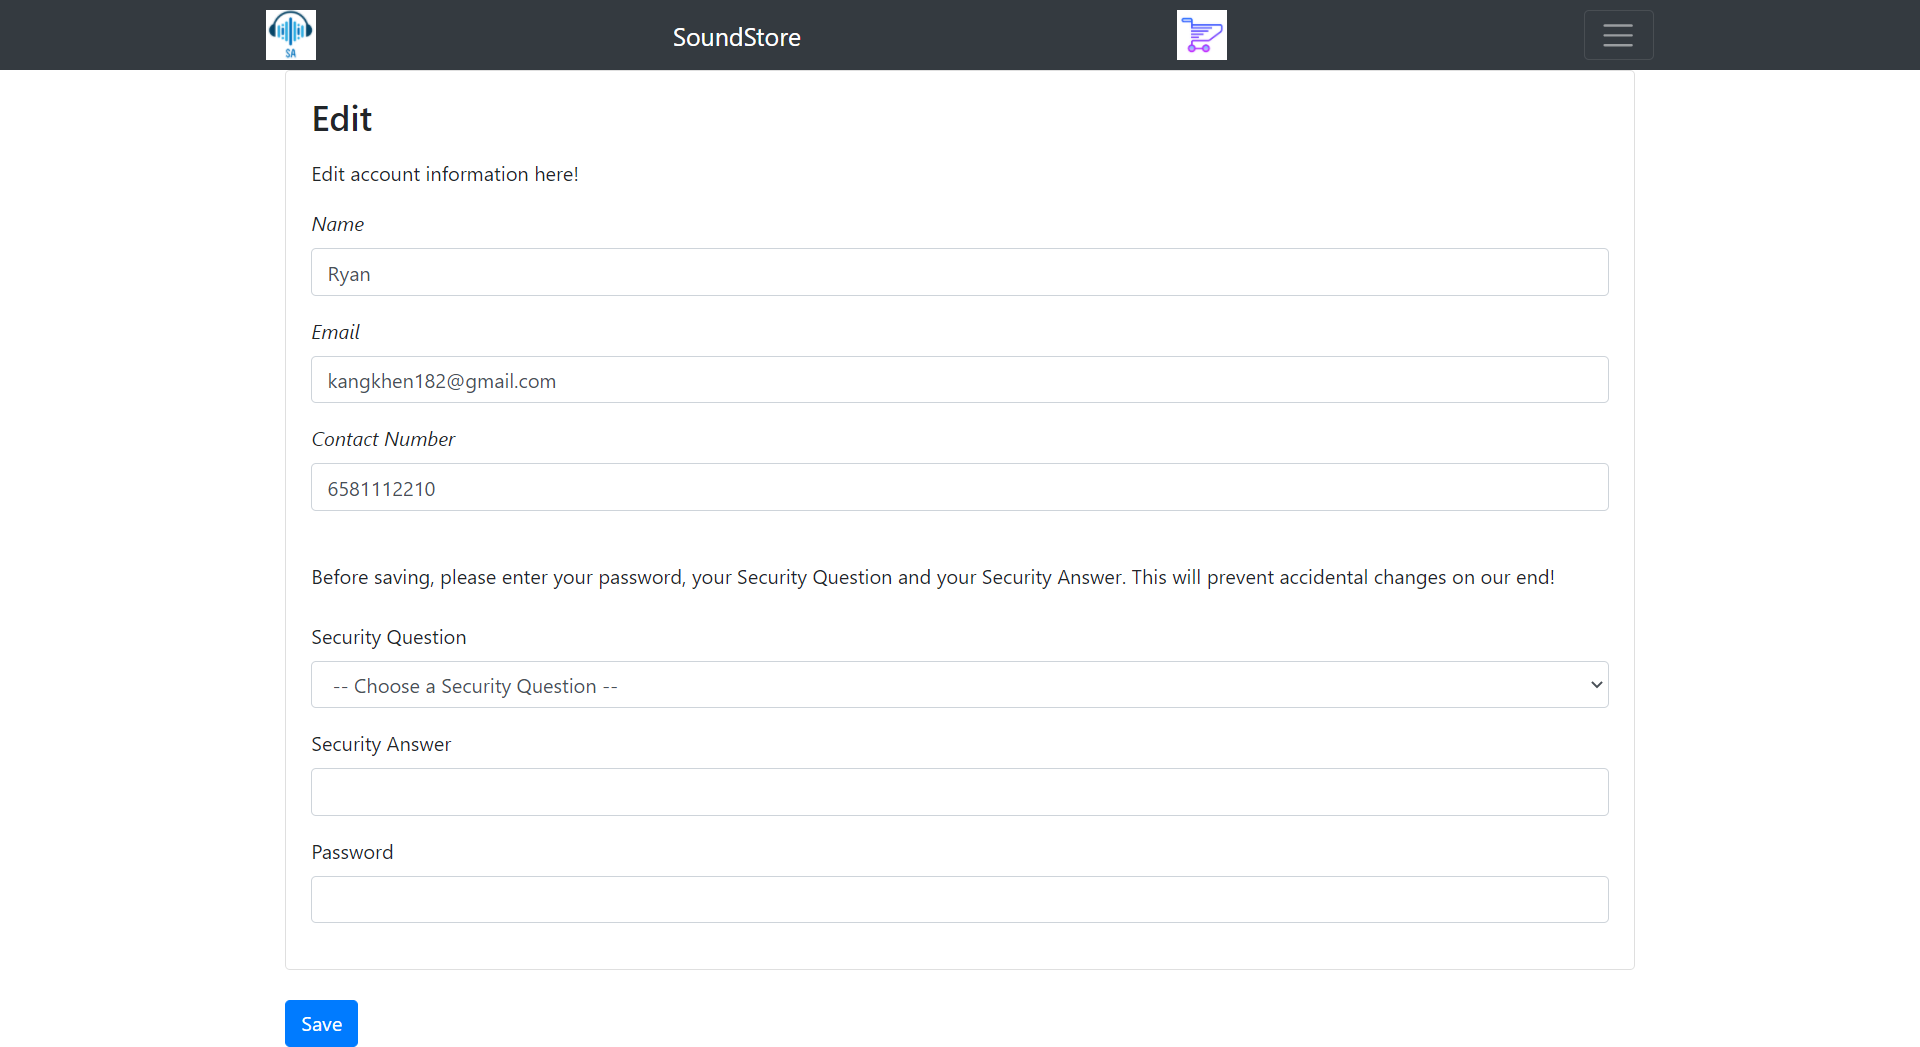 SA
SoundStore
Edit
Edit account information here!
Name
Ryan
Email
kangkhen182@gmail.com
Contact Number
6581112210
Before saving, please enter your password, your Security Question and your Security Answer. This will prevent accidental changes on our end!
Security Question
-- Choose a Security Question --
Security Answer
Password
Save